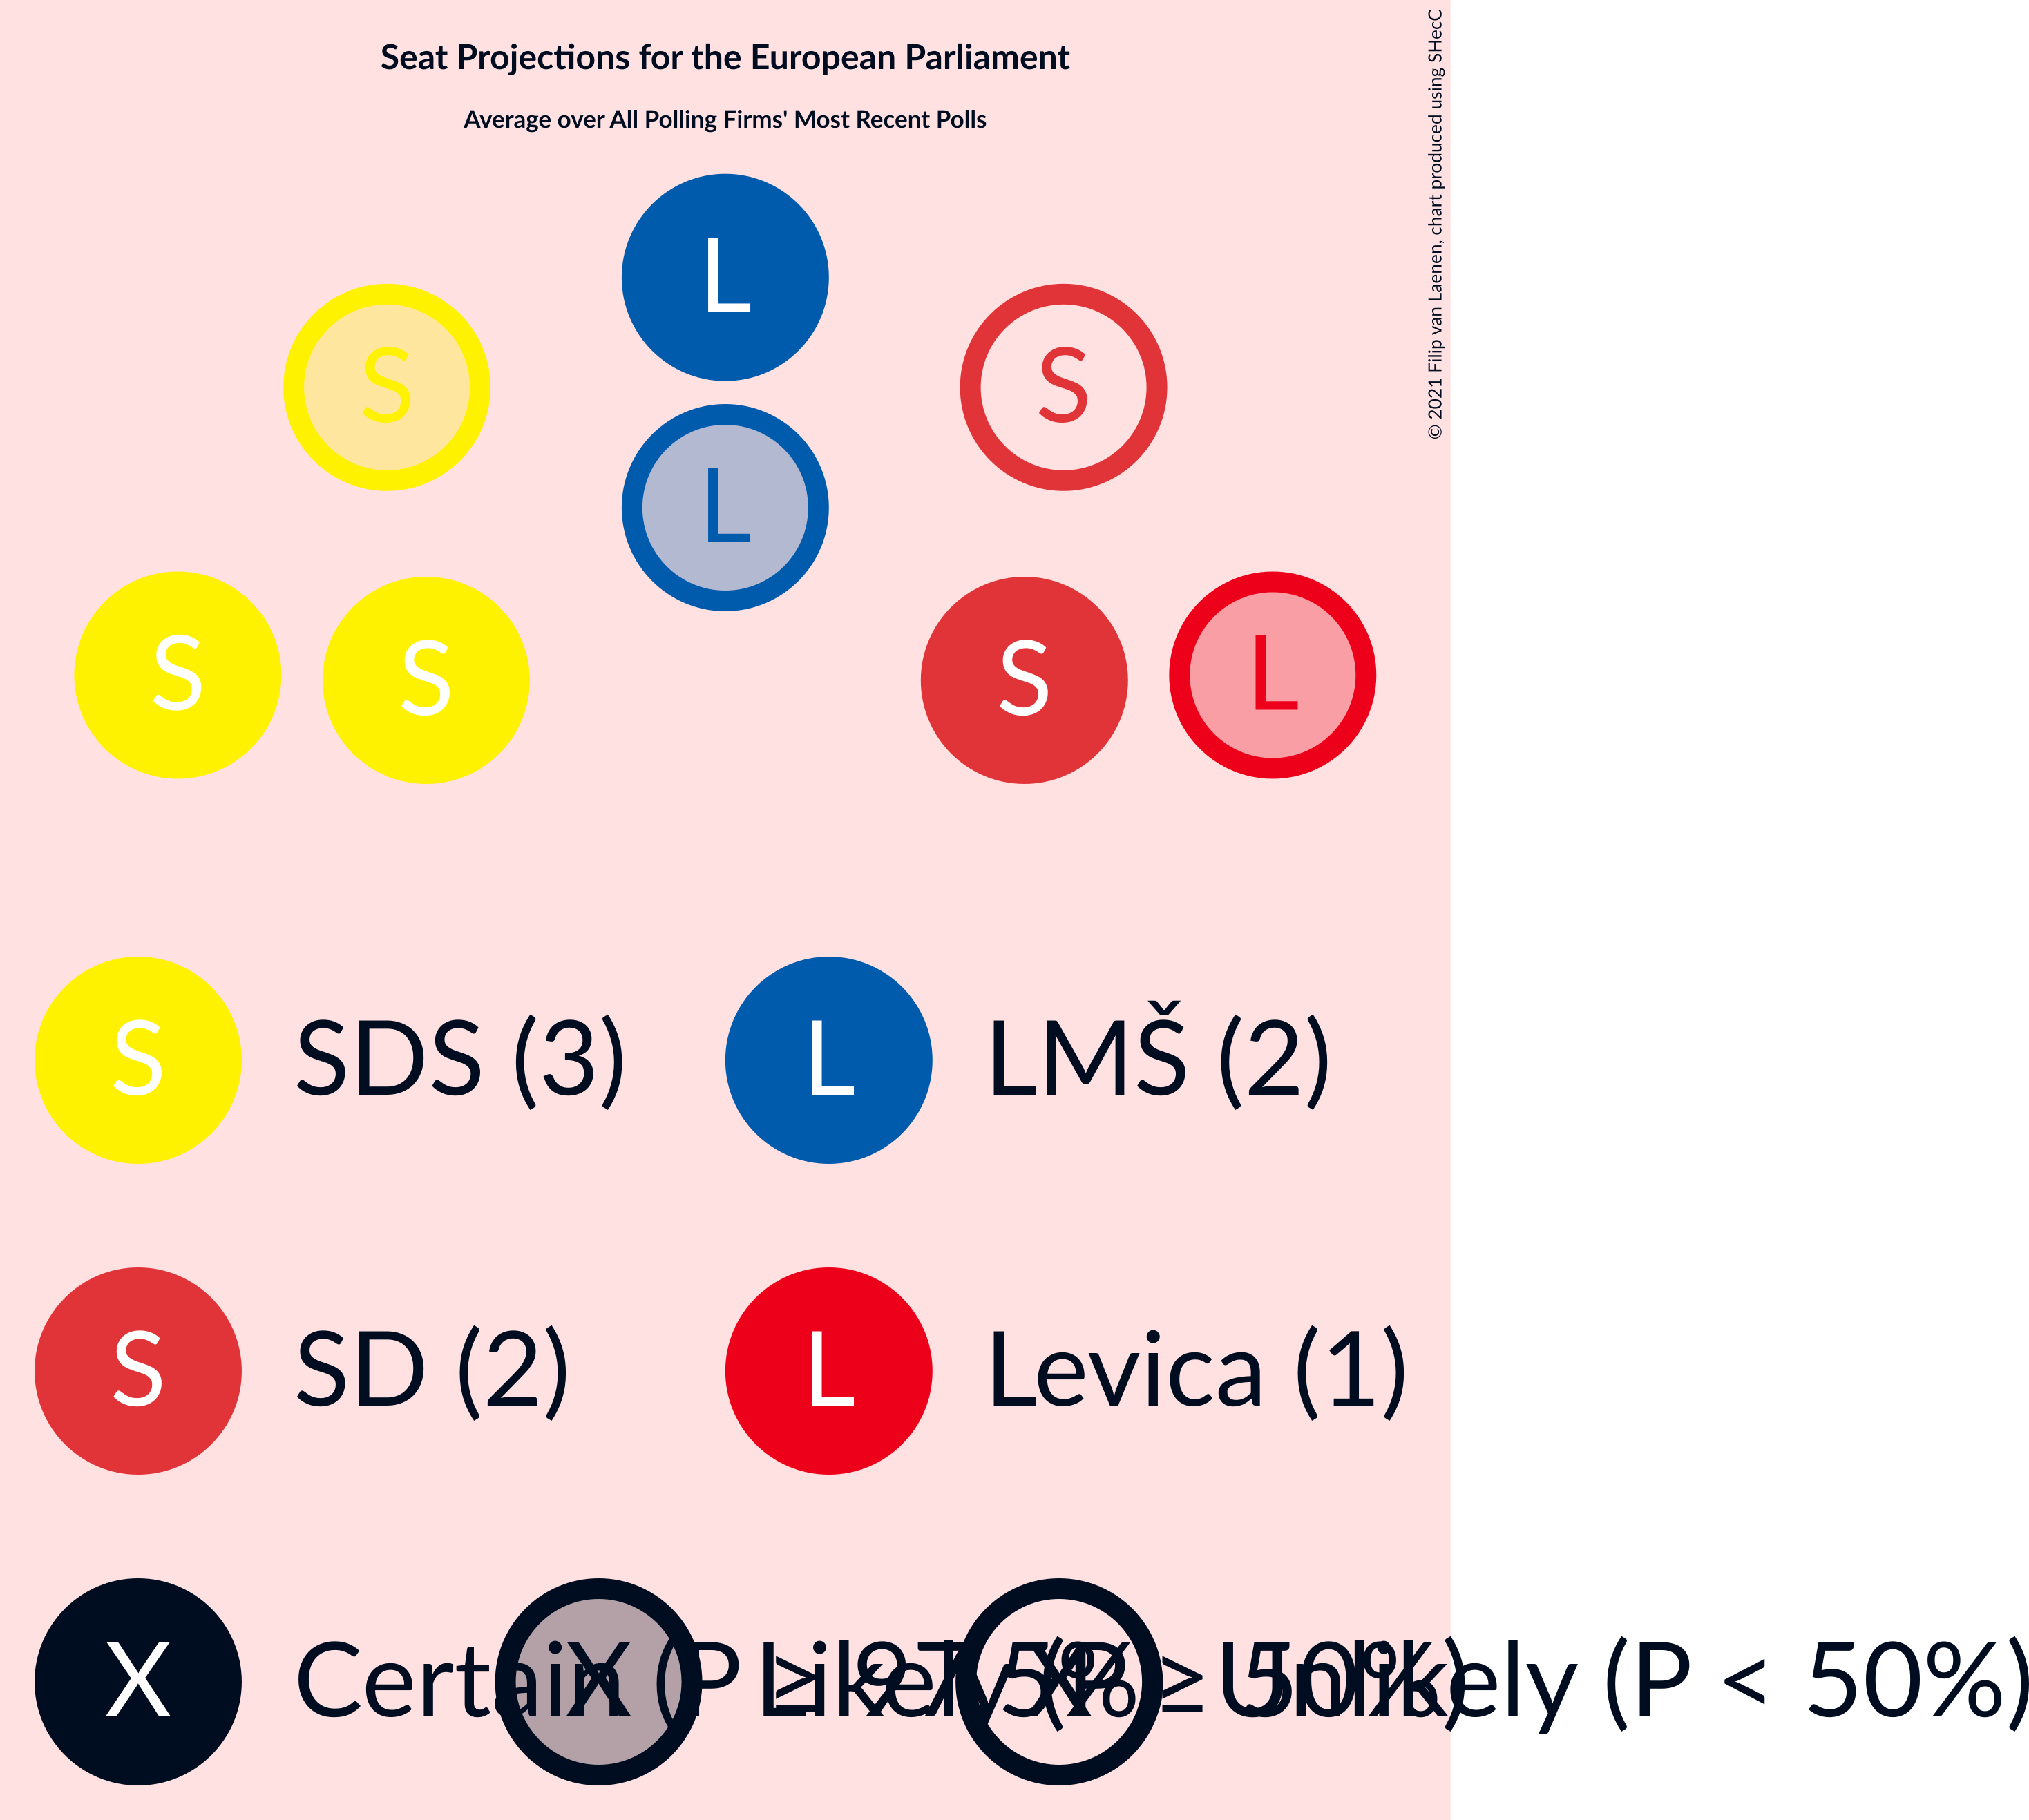 Seat Projections for the European Parliament
Average over All Polling Firms' Most Recent Polls
© 2021 Filip van Laenen, chart produced using SHecC
L
S
S
L
S
S
S
L
S SDS (3) L LMŠ (2)
S SD (2) L Levica (1)
X Certain (P ≥ 97.5%)
X Likely (P ≥ 50%)
X Unlikely (P < 50%)